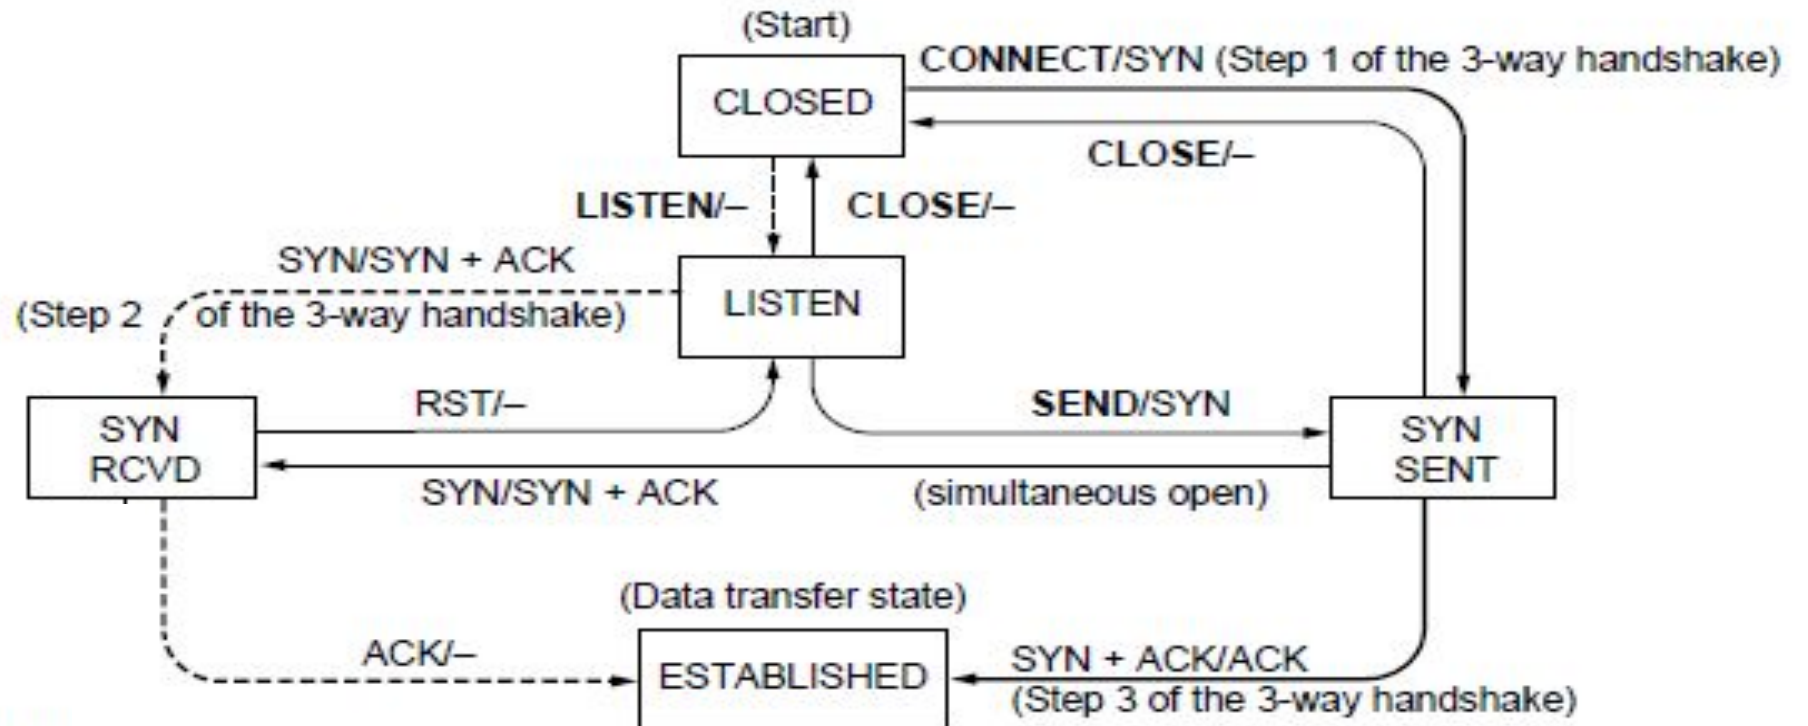 (Start)
CONNECT/SYN (Step 1 of the 3-way handshake)
CLOSED
CLOSE/–
LISTEN/–
CLOSE/–
SYN/SYN + ACK
(Step 2 of the 3-way handshake)
LISTEN
RST/–
SEND/SYN
SYN
RCVD
SYN
SENT
SYN/SYN + ACK
(simultaneous open)
(Data transfer state)
ACK/–
ESTABLISHED
SYN + ACK/ACK
(Step 3 of the 3-way handshake)